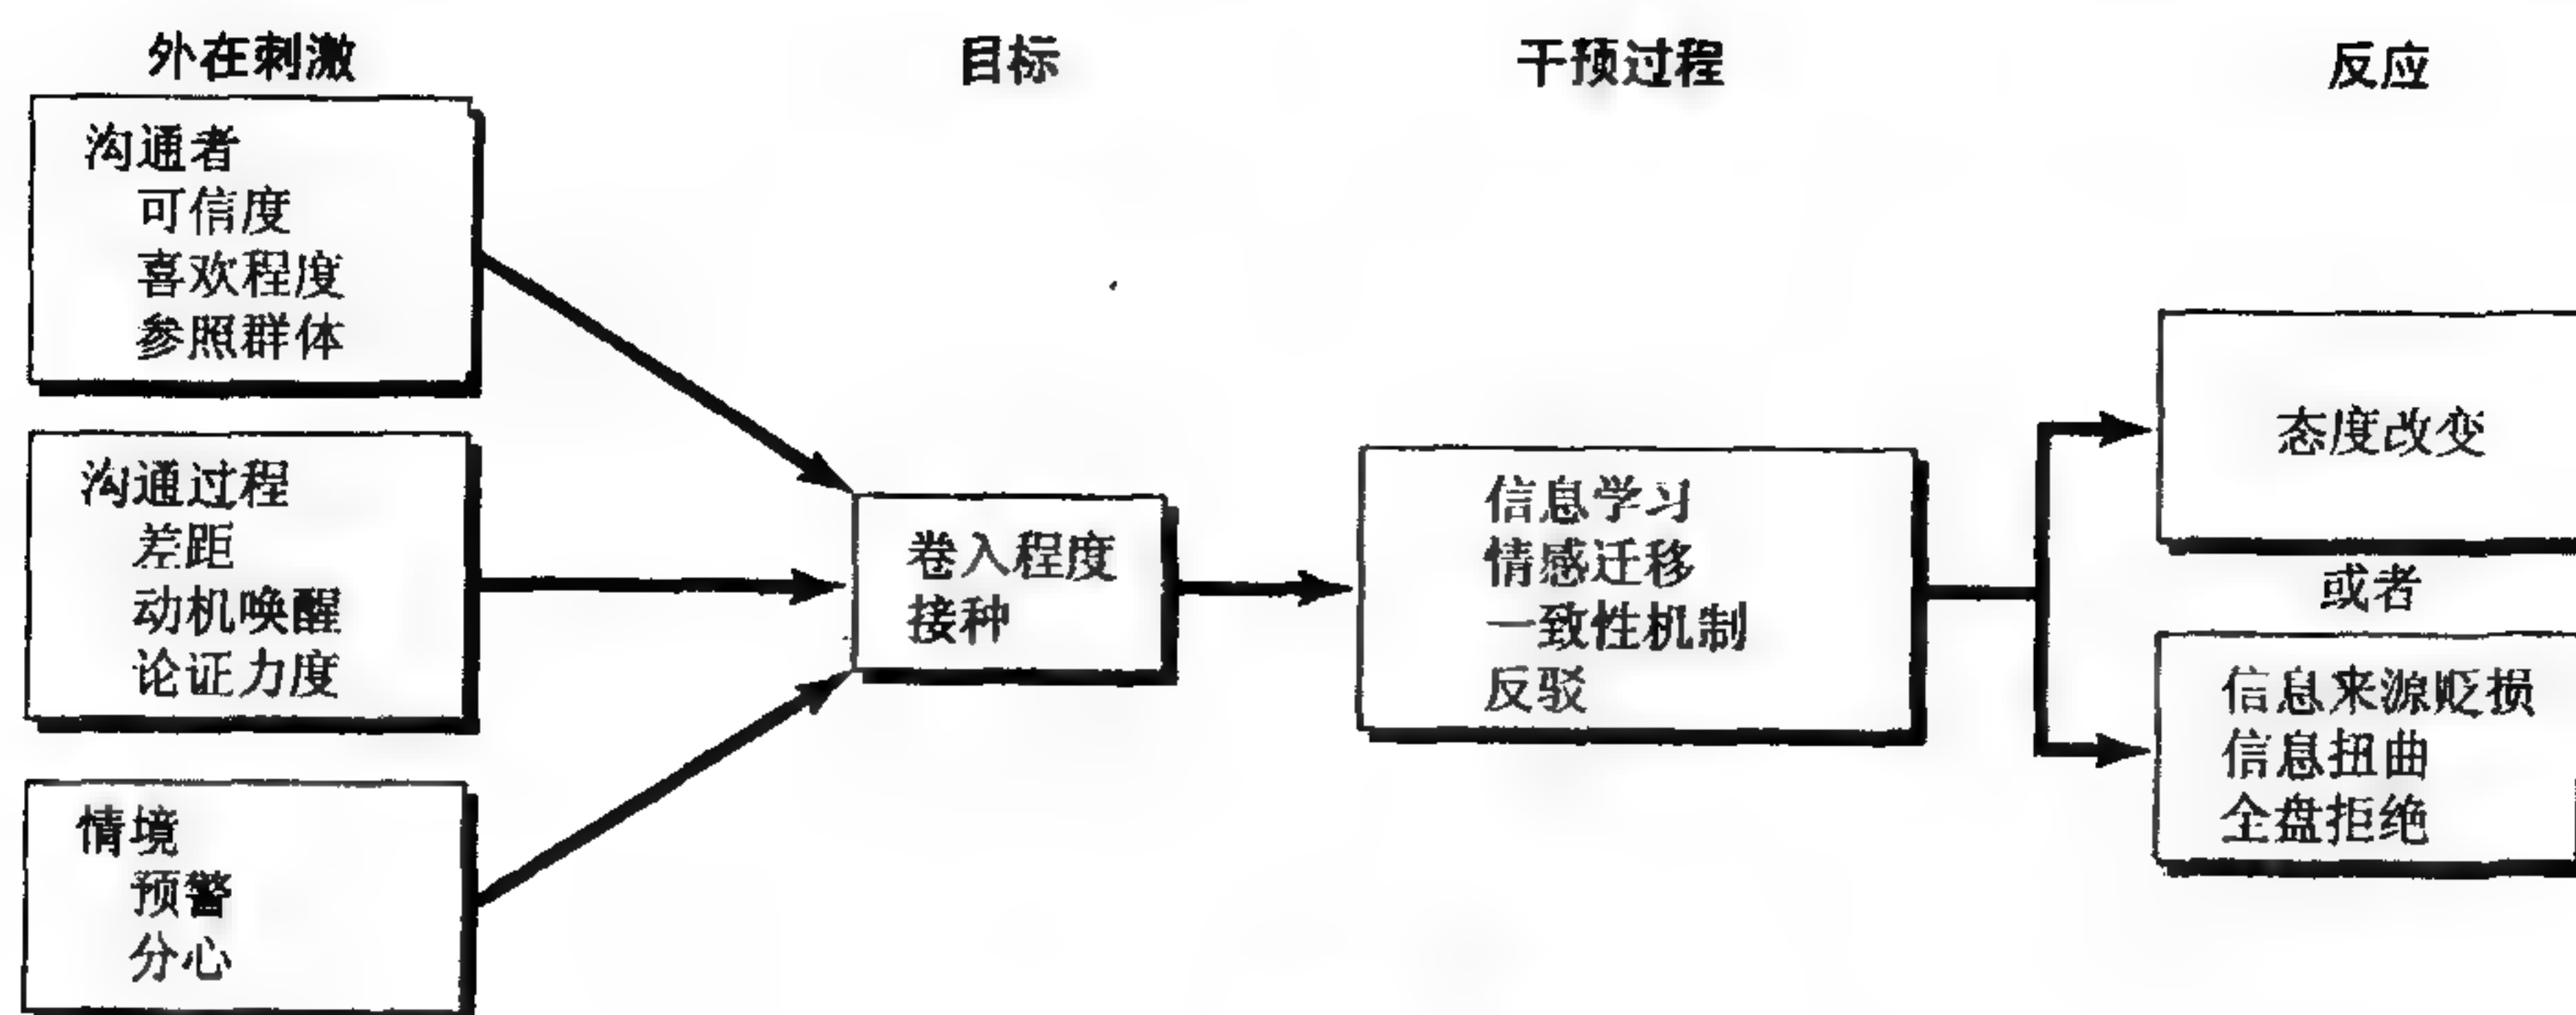 外在刺激
目标
干预过程
反应
沟通者
可信度
喜欢程度
参照群体
沟通过程
差距
动机唤醒
论证力度
情境
预警
分心
卷入程度
接种
信息学习
情感迁移
一致性机制
反驳
态度改变
或者
信息来源贬损
信息扭曲
全盘拒绝